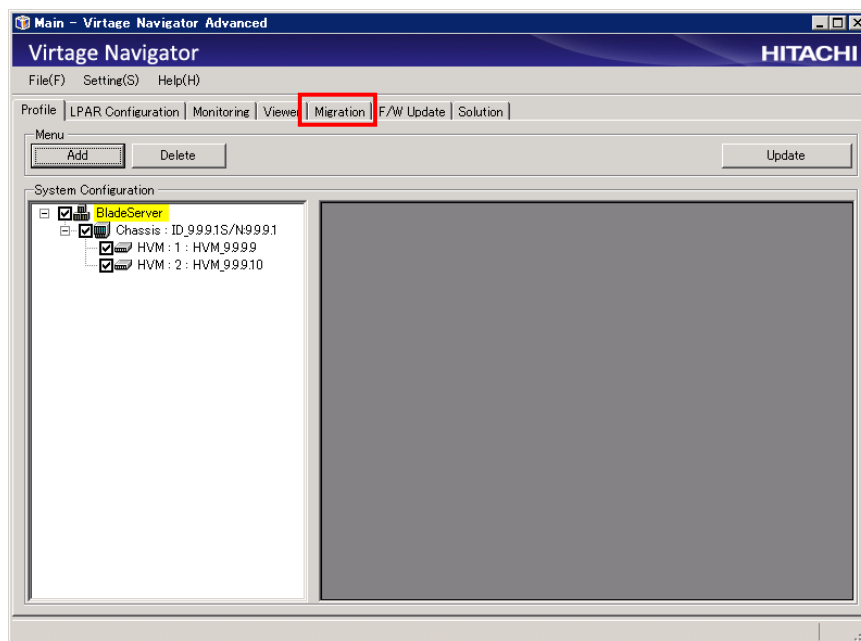 Main - Virtage Navigator Advanced
Virtage Navigator
HITACHI
File(F) Setting(S) Help(H)
Profile LPAR Configuration Monitoring Viewer Migration F/W Update Solution
Menu
Add Delete Update
System Configuration
BladeServer
Chassis : ID_9.9.9.1S/N:9.9.9.1
HVM : 1 : HVM_9.9.9.9
HVM : 2 : HVM_9.9.9.10